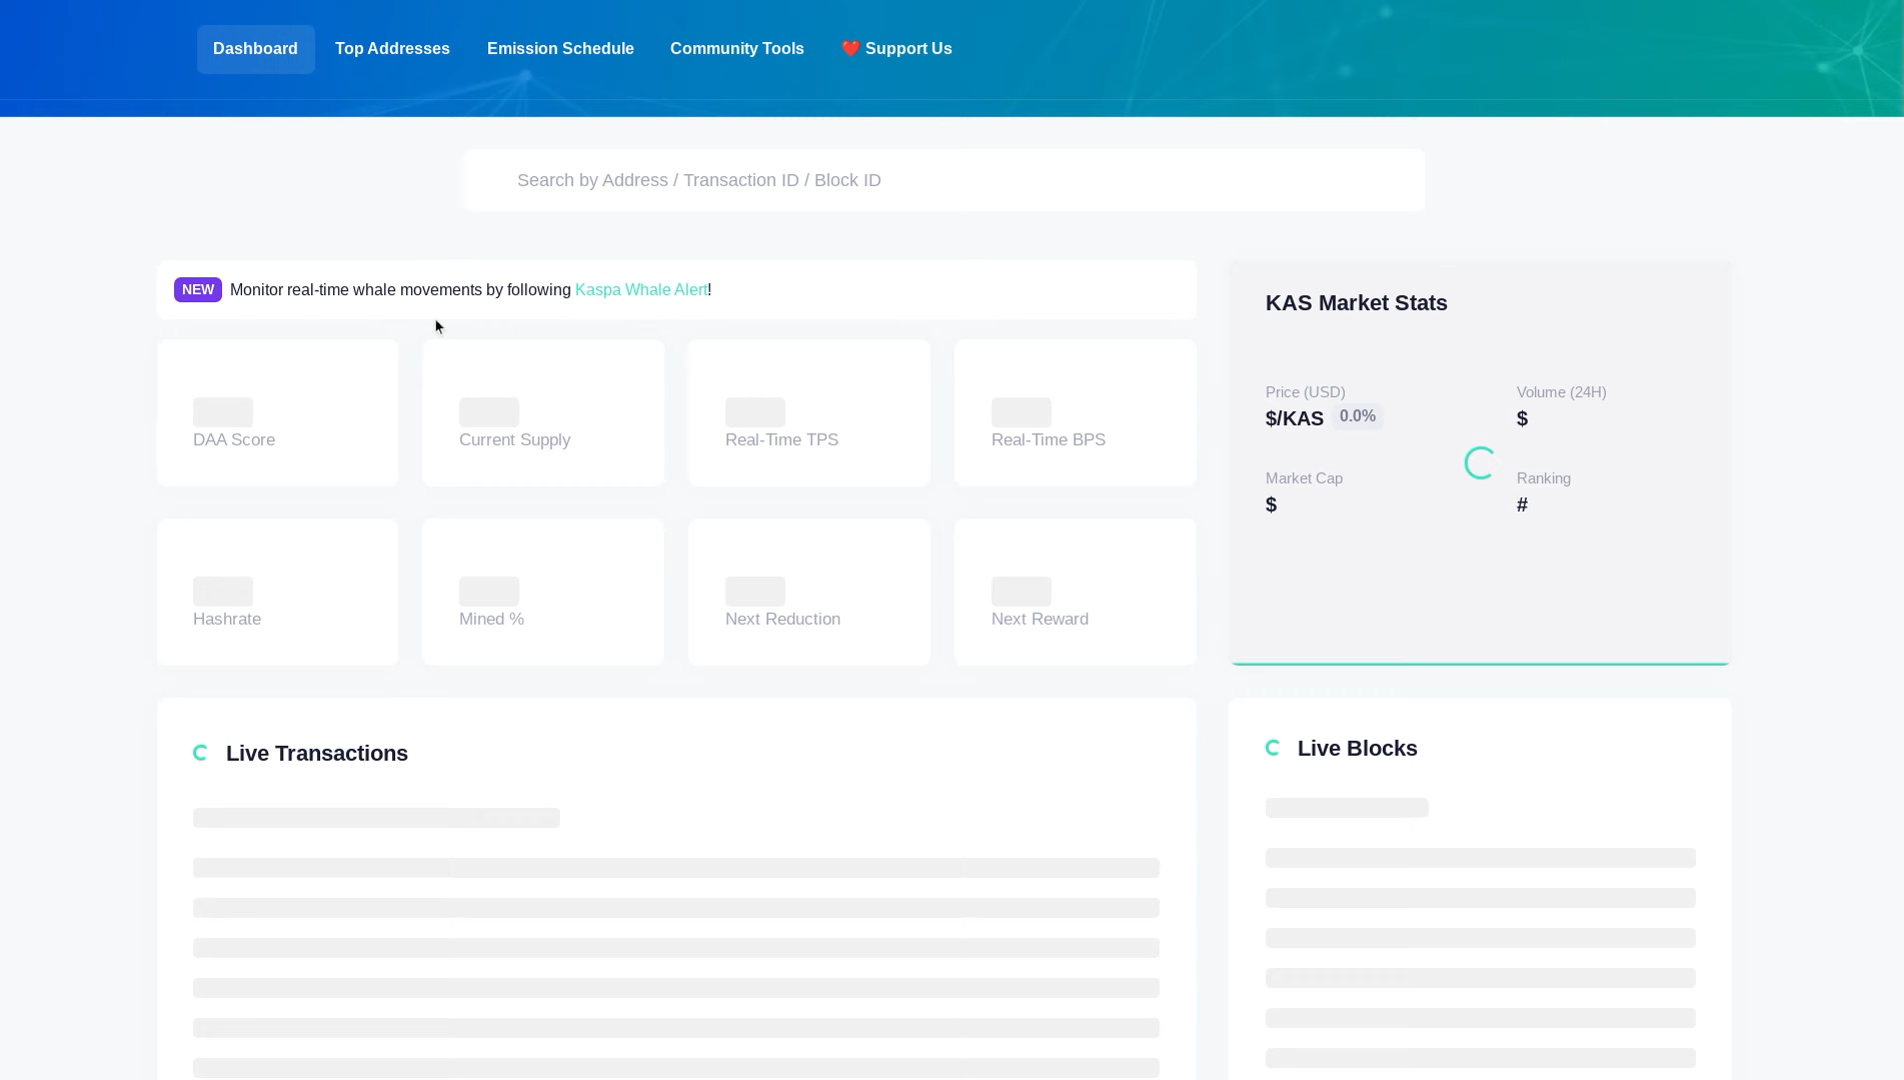 Dashboard
Top Addresses
Emission Schedule
Community Tools
❤️ Support Us
Search by Address / Transaction ID / Block ID
NEW Monitor real-time whale movements by following Kaspa Whale Alert!
DAA Score
Current Supply
Real-Time TPS
Real-Time BPS
Hashrate
Mined %
Next Reduction
Next Reward
KAS Market Stats
Price (USD)
$/KAS 0.0%
Volume (24H)
$
Market Cap
$
Ranking
#
Live Transactions
Live Blocks